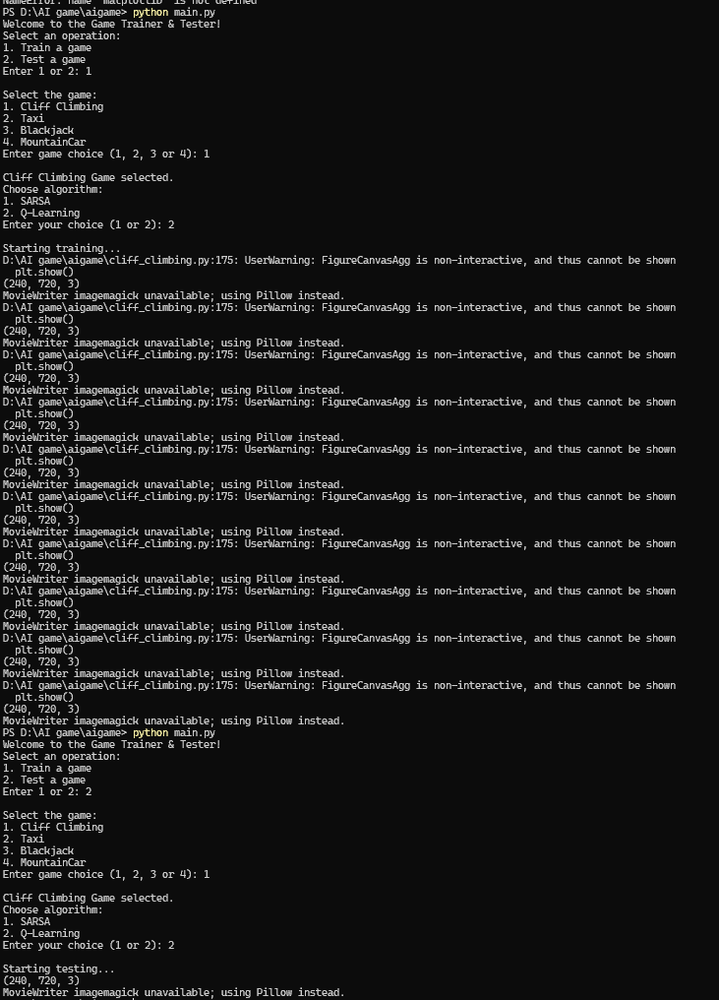 NameError: name 'matplotlib' is not defined
PS D:\AI game\aigame> python main.py
Welcome to the Game Trainer & Tester!
Select an operation:
1. Train a game
2. Test a game
Enter 1 or 2: 1
Select the game:
1. Cliff Climbing
2. Taxi
3. Blackjack
4. MountainCar
Enter game choice (1, 2, 3 or 4): 1
Cliff Climbing Game selected.
Choose algorithm:
1. SARSA
2. Q-Learning
Enter your choice (1 or 2): 2
Starting training...
D:\AI game\aigame\cliff_climbing.py:175: UserWarning: FigureCanvasAgg is non-interactive, and thus cannot be shown
plt.show()
(240, 720, 3)
MovieWriter imagemagick unavailable; using Pillow instead.
D:\AI game\aigame\cliff_climbing.py:175: UserWarning: FigureCanvasAgg is non-interactive, and thus cannot be shown
plt.show()
(240, 720, 3)
MovieWriter imagemagick unavailable; using Pillow instead.
D:\AI game\aigame\cliff_climbing.py:175: UserWarning: FigureCanvasAgg is non-interactive, and thus cannot be shown
plt.show()
(240, 720, 3)
MovieWriter imagemagick unavailable; using Pillow instead.
D:\AI game\aigame\cliff_climbing.py:175: UserWarning: FigureCanvasAgg is non-interactive, and thus cannot be shown
plt.show()
(240, 720, 3)
MovieWriter imagemagick unavailable; using Pillow instead.
D:\AI game\aigame\cliff_climbing.py:175: UserWarning: FigureCanvasAgg is non-interactive, and thus cannot be shown
plt.show()
(240, 720, 3)
MovieWriter imagemagick unavailable; using Pillow instead.
D:\AI game\aigame\cliff_climbing.py:175: UserWarning: FigureCanvasAgg is non-interactive, and thus cannot be shown
plt.show()
(240, 720, 3)
MovieWriter imagemagick unavailable; using Pillow instead.
D:\AI game\aigame\cliff_climbing.py:175: UserWarning: FigureCanvasAgg is non-interactive, and thus cannot be shown
plt.show()
(240, 720, 3)
MovieWriter imagemagick unavailable; using Pillow instead.
D:\AI game\aigame\cliff_climbing.py:175: UserWarning: FigureCanvasAgg is non-interactive, and thus cannot be shown
plt.show()
(240, 720, 3)
MovieWriter imagemagick unavailable; using Pillow instead.
D:\AI game\aigame\cliff_climbing.py:175: UserWarning: FigureCanvasAgg is non-interactive, and thus cannot be shown
plt.show()
(240, 720, 3)
MovieWriter imagemagick unavailable; using Pillow instead.
D:\AI game\aigame\cliff_climbing.py:175: UserWarning: FigureCanvasAgg is non-interactive, and thus cannot be shown
plt.show()
(240, 720, 3)
MovieWriter imagemagick unavailable; using Pillow instead.
PS D:\AI game\aigame> python main.py
Welcome to the Game Trainer & Tester!
Select an operation:
1. Train a game
2. Test a game
Enter 1 or 2: 2
Select the game:
1. Cliff Climbing
2. Taxi
3. Blackjack
4. MountainCar
Enter game choice (1, 2, 3 or 4): 1
Cliff Climbing Game selected.
Choose algorithm:
1. SARSA
2. Q-Learning
Enter your choice (1 or 2): 2
Starting testing...
(240, 720, 3)
MovieWriter imagemagick unavailable; using Pillow instead.